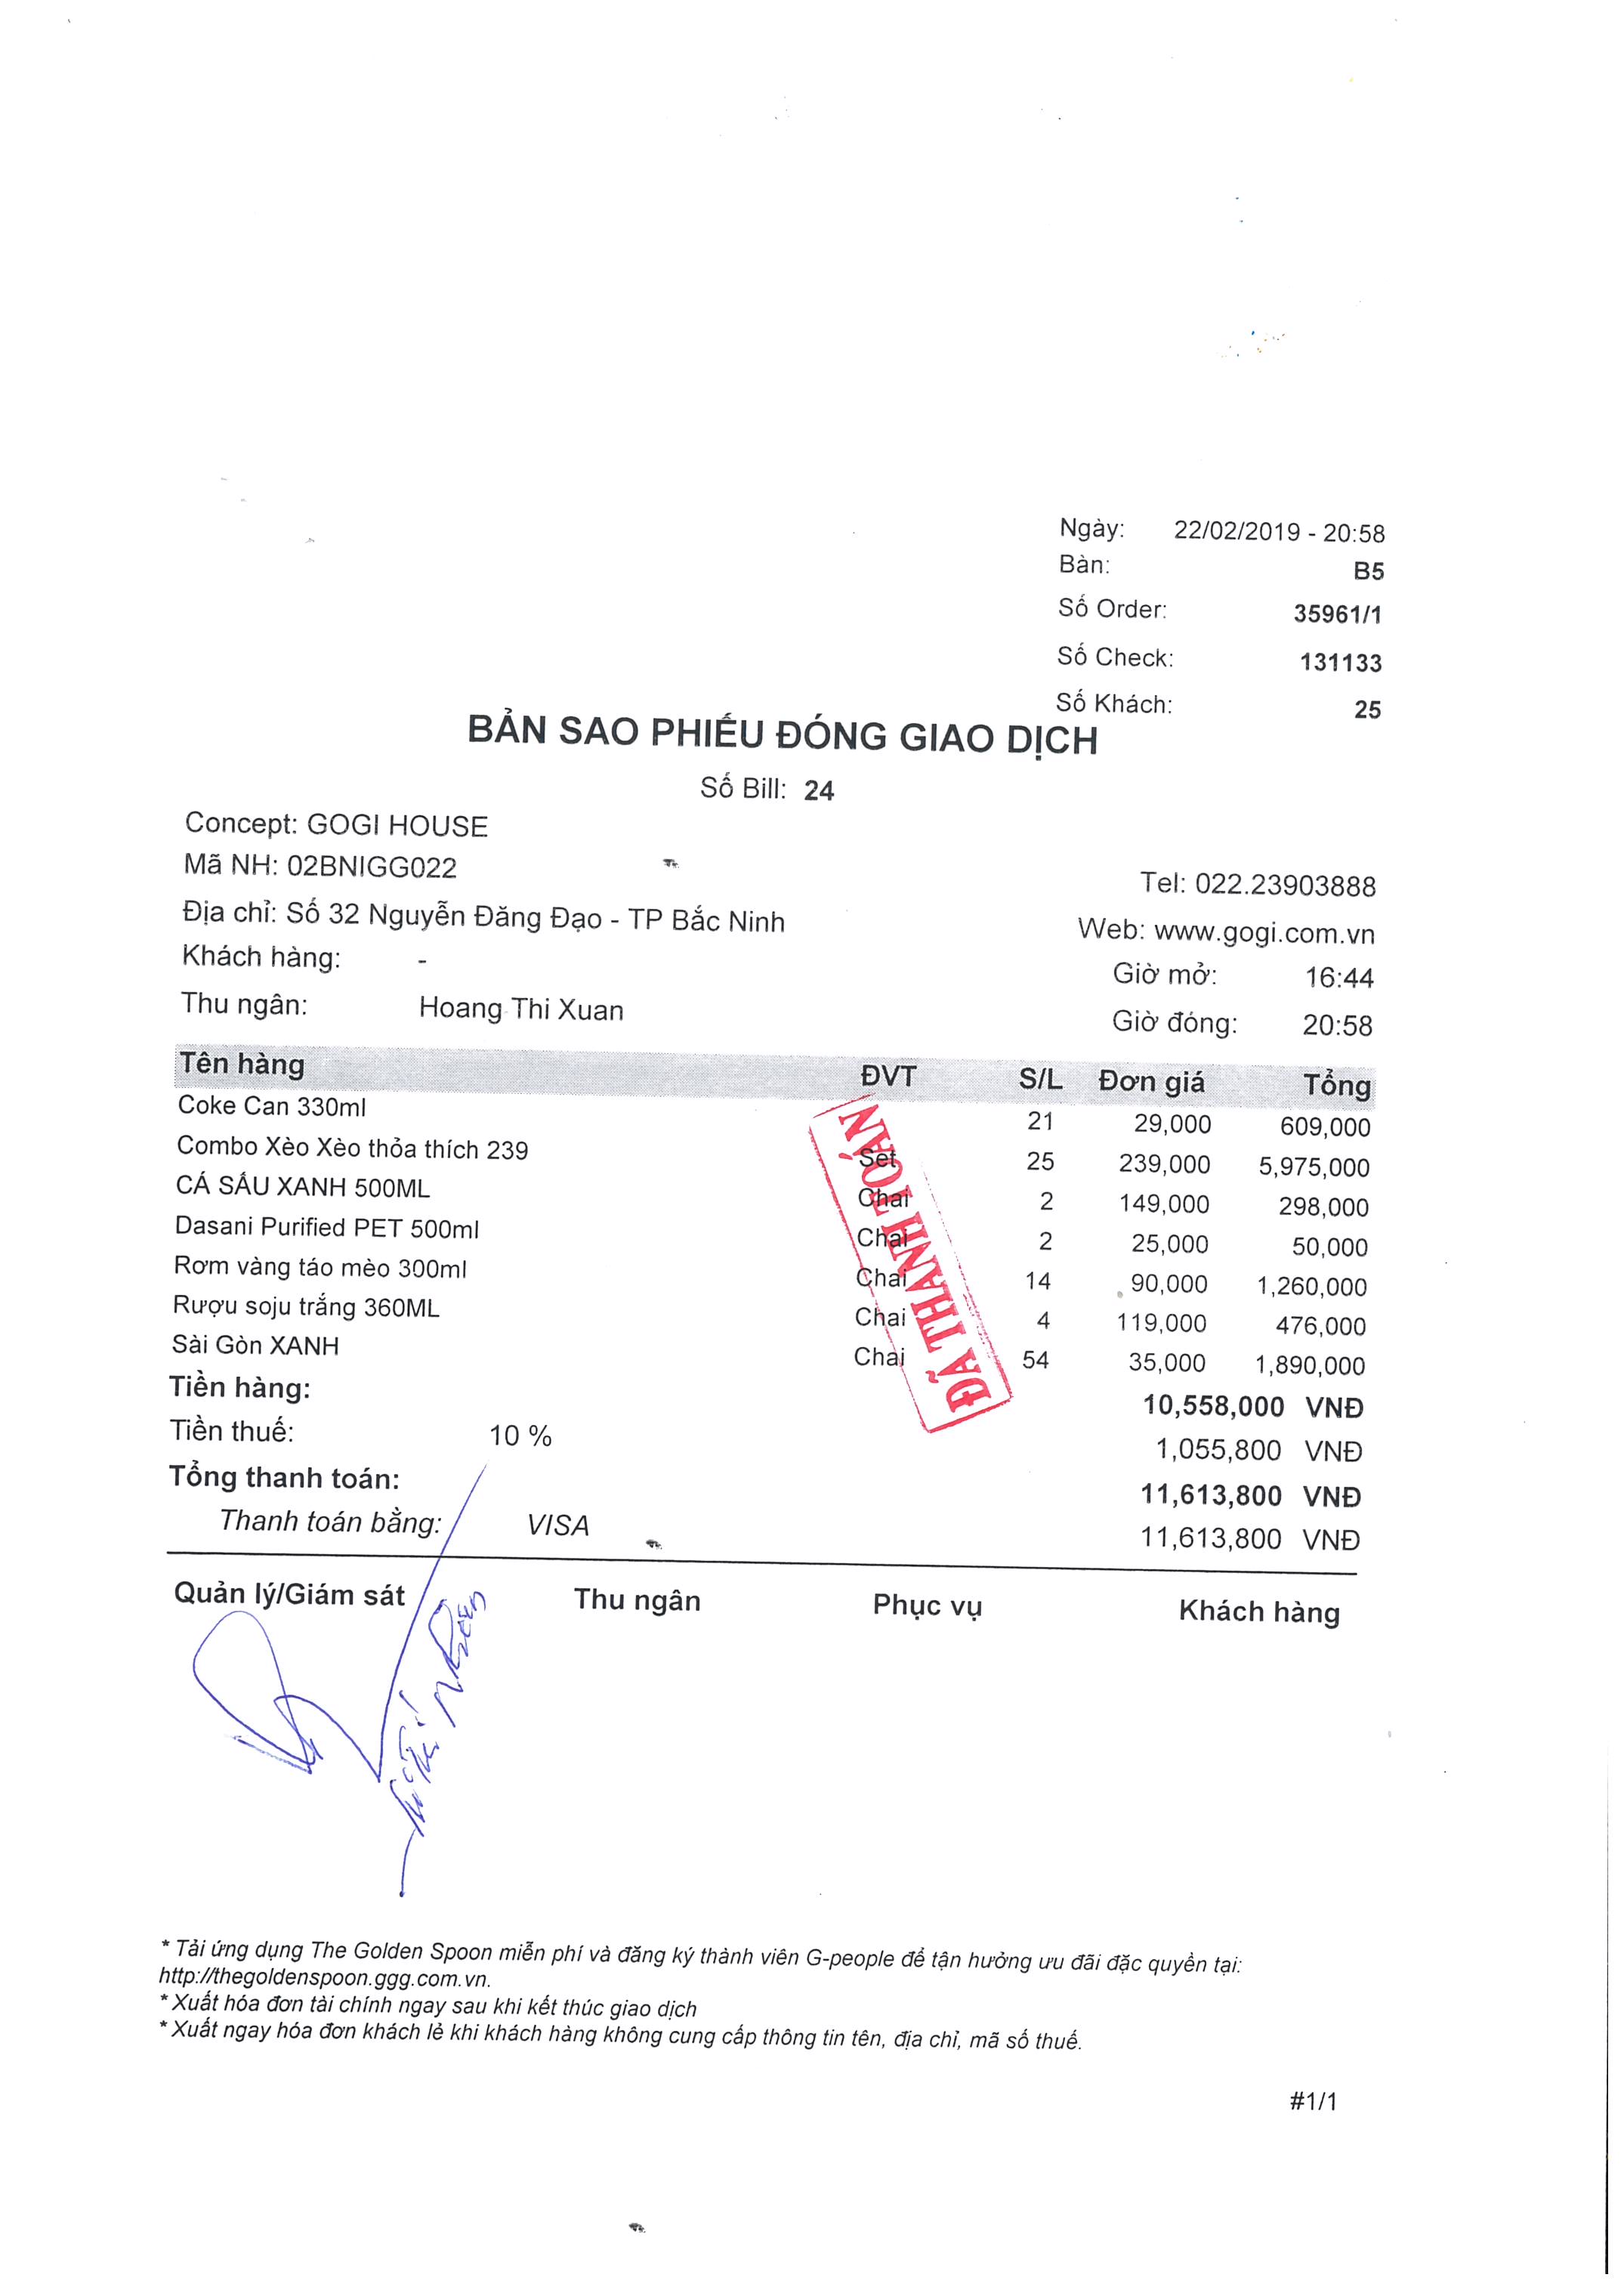 Ngày: 22/02/2019 - 20:58
Bàn: B5
Số Order: 35961/1
Số Check: 131133
Số Khách: 25
BẢN SAO PHIẾU ĐÓNG GIAO DỊCH
Số Bill: 24
Concept: GOGI HOUSE
Mã NH: 02BNIGG022
Tel: 022.23903888
Địa chỉ: Số 32 Nguyễn Đăng Đạo - TP Bắc Ninh
Web: www.gogi.com.vn
Khách hàng: -
Giờ mở: 16:44
Thu ngân: Hoang Thi Xuan
Giờ đóng: 20:58
Tên hàng ĐVT S/L Đơn giá Tổng
Coke Can 330ml 21 29,000 609,000
Combo Xèo Xèo thỏa thích 239 Set 25 239,000 5,975,000
CÁ SẤU XANH 500ML Chai 2 149,000 298,000
Dasani Purified PET 500ml Chai 2 25,000 50,000
Rơm vàng táo mèo 300ml Chai 14 90,000 1,260,000
Rượu soju trắng 360ML Chai 4 119,000 476,000
Sài Gòn XANH Chai 54 35,000 1,890,000
ĐÃ THANH TOÁN
Tiền hàng: 10,558,000 VNĐ
Tiền thuế: 10 % 1,055,800 VNĐ
Tổng thanh toán: 11,613,800 VNĐ
Thanh toán bằng: VISA 11,613,800 VNĐ
Quản lý/Giám sát Thu ngân Phục vụ Khách hàng
* Tải ứng dụng The Golden Spoon miễn phí và đăng ký thành viên G-people để tận hưởng ưu đãi đặc quyền tại:
http://thegoldenspoon.ggg.com.vn.
* Xuất hóa đơn tài chính ngay sau khi kết thúc giao dịch
* Xuất ngay hóa đơn khách lẻ khi khách hàng không cung cấp thông tin tên, địa chỉ, mã số thuế.
#1/1